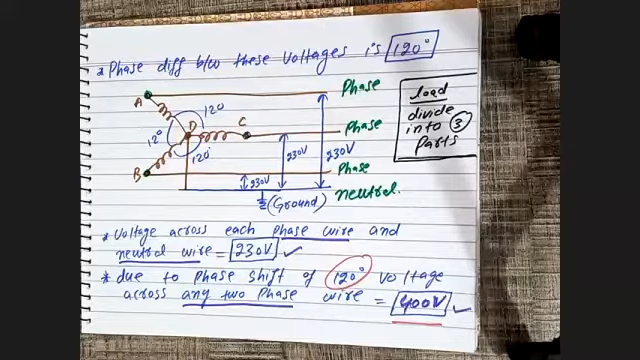 * Phase diff b/w these voltages is 120°
A
120
Phase
D
C
120
Phase
120
B
230V
230V
230V
Phase
(Ground)
neutral.
load
divide
into 3
Parts
* Voltage across each phase wire and
neutral wire = 230V ✓
* due to phase shift of 120° voltage
across any two phase wire = 400V ✓